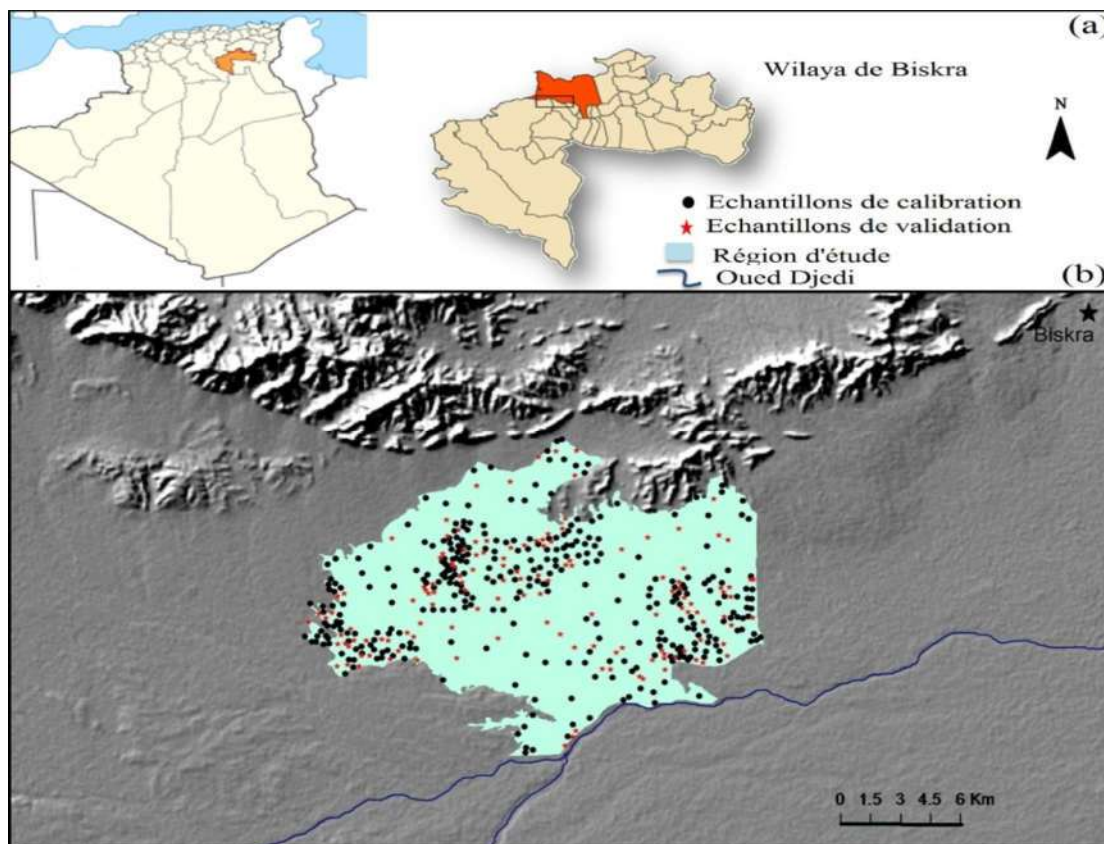 (a)
Wilaya de Biskra
N
Echantillons de calibration
Echantillons de validation
Région d'étude
Oued Djedi
(b)
Biskra
0 1.5 3 4.5 6 Km